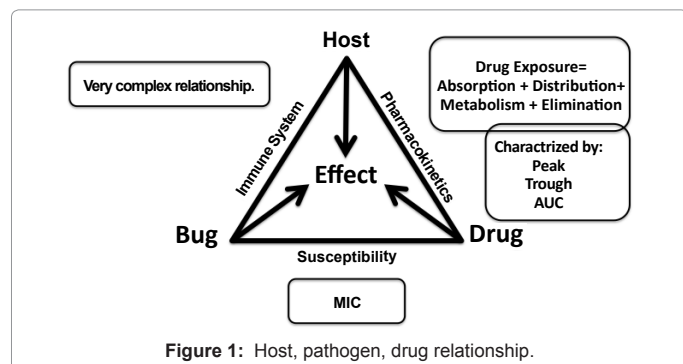 Host
Very complex relationship.
Drug Exposure=
Absorption + Distribution+
Metabolism + Elimination
Immune System
Pharmacokinetics
Charactrized by:
Peak
Trough
AUC
Effect
Bug
Drug
Susceptibility
MIC
Figure 1: Host, pathogen, drug relationship.